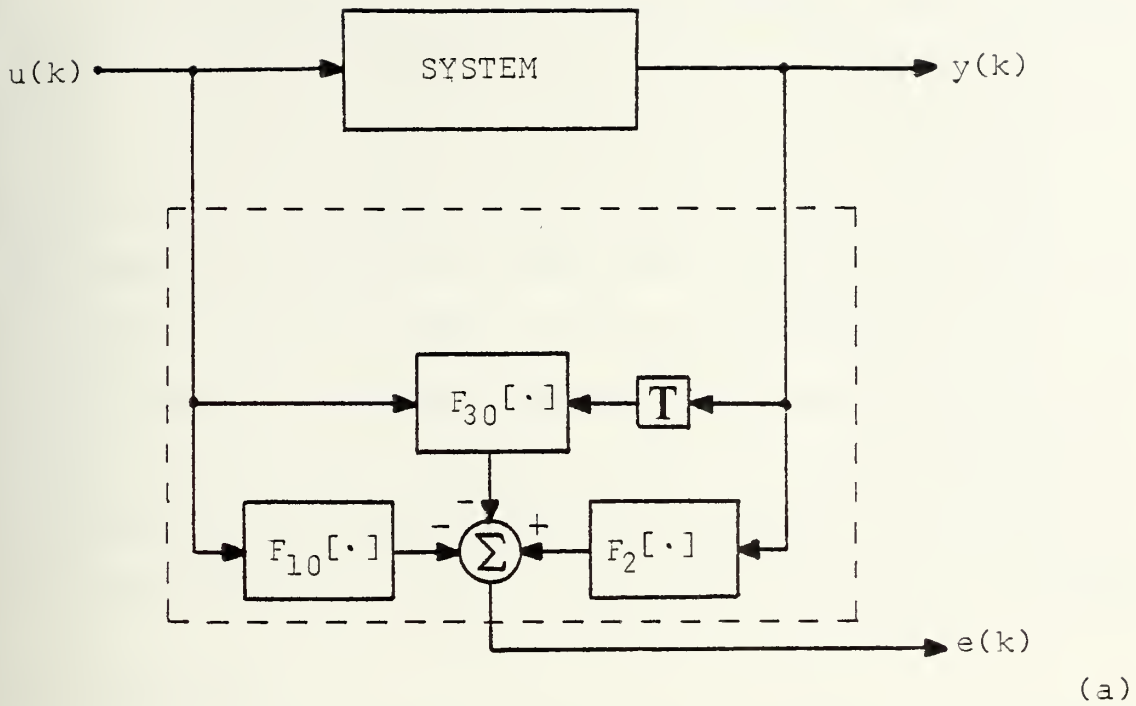 u(k)
SYSTEM
y(k)
F30[·]
T
-
-
+
F10[·]
Σ
F2[·]
e(k)
(a)